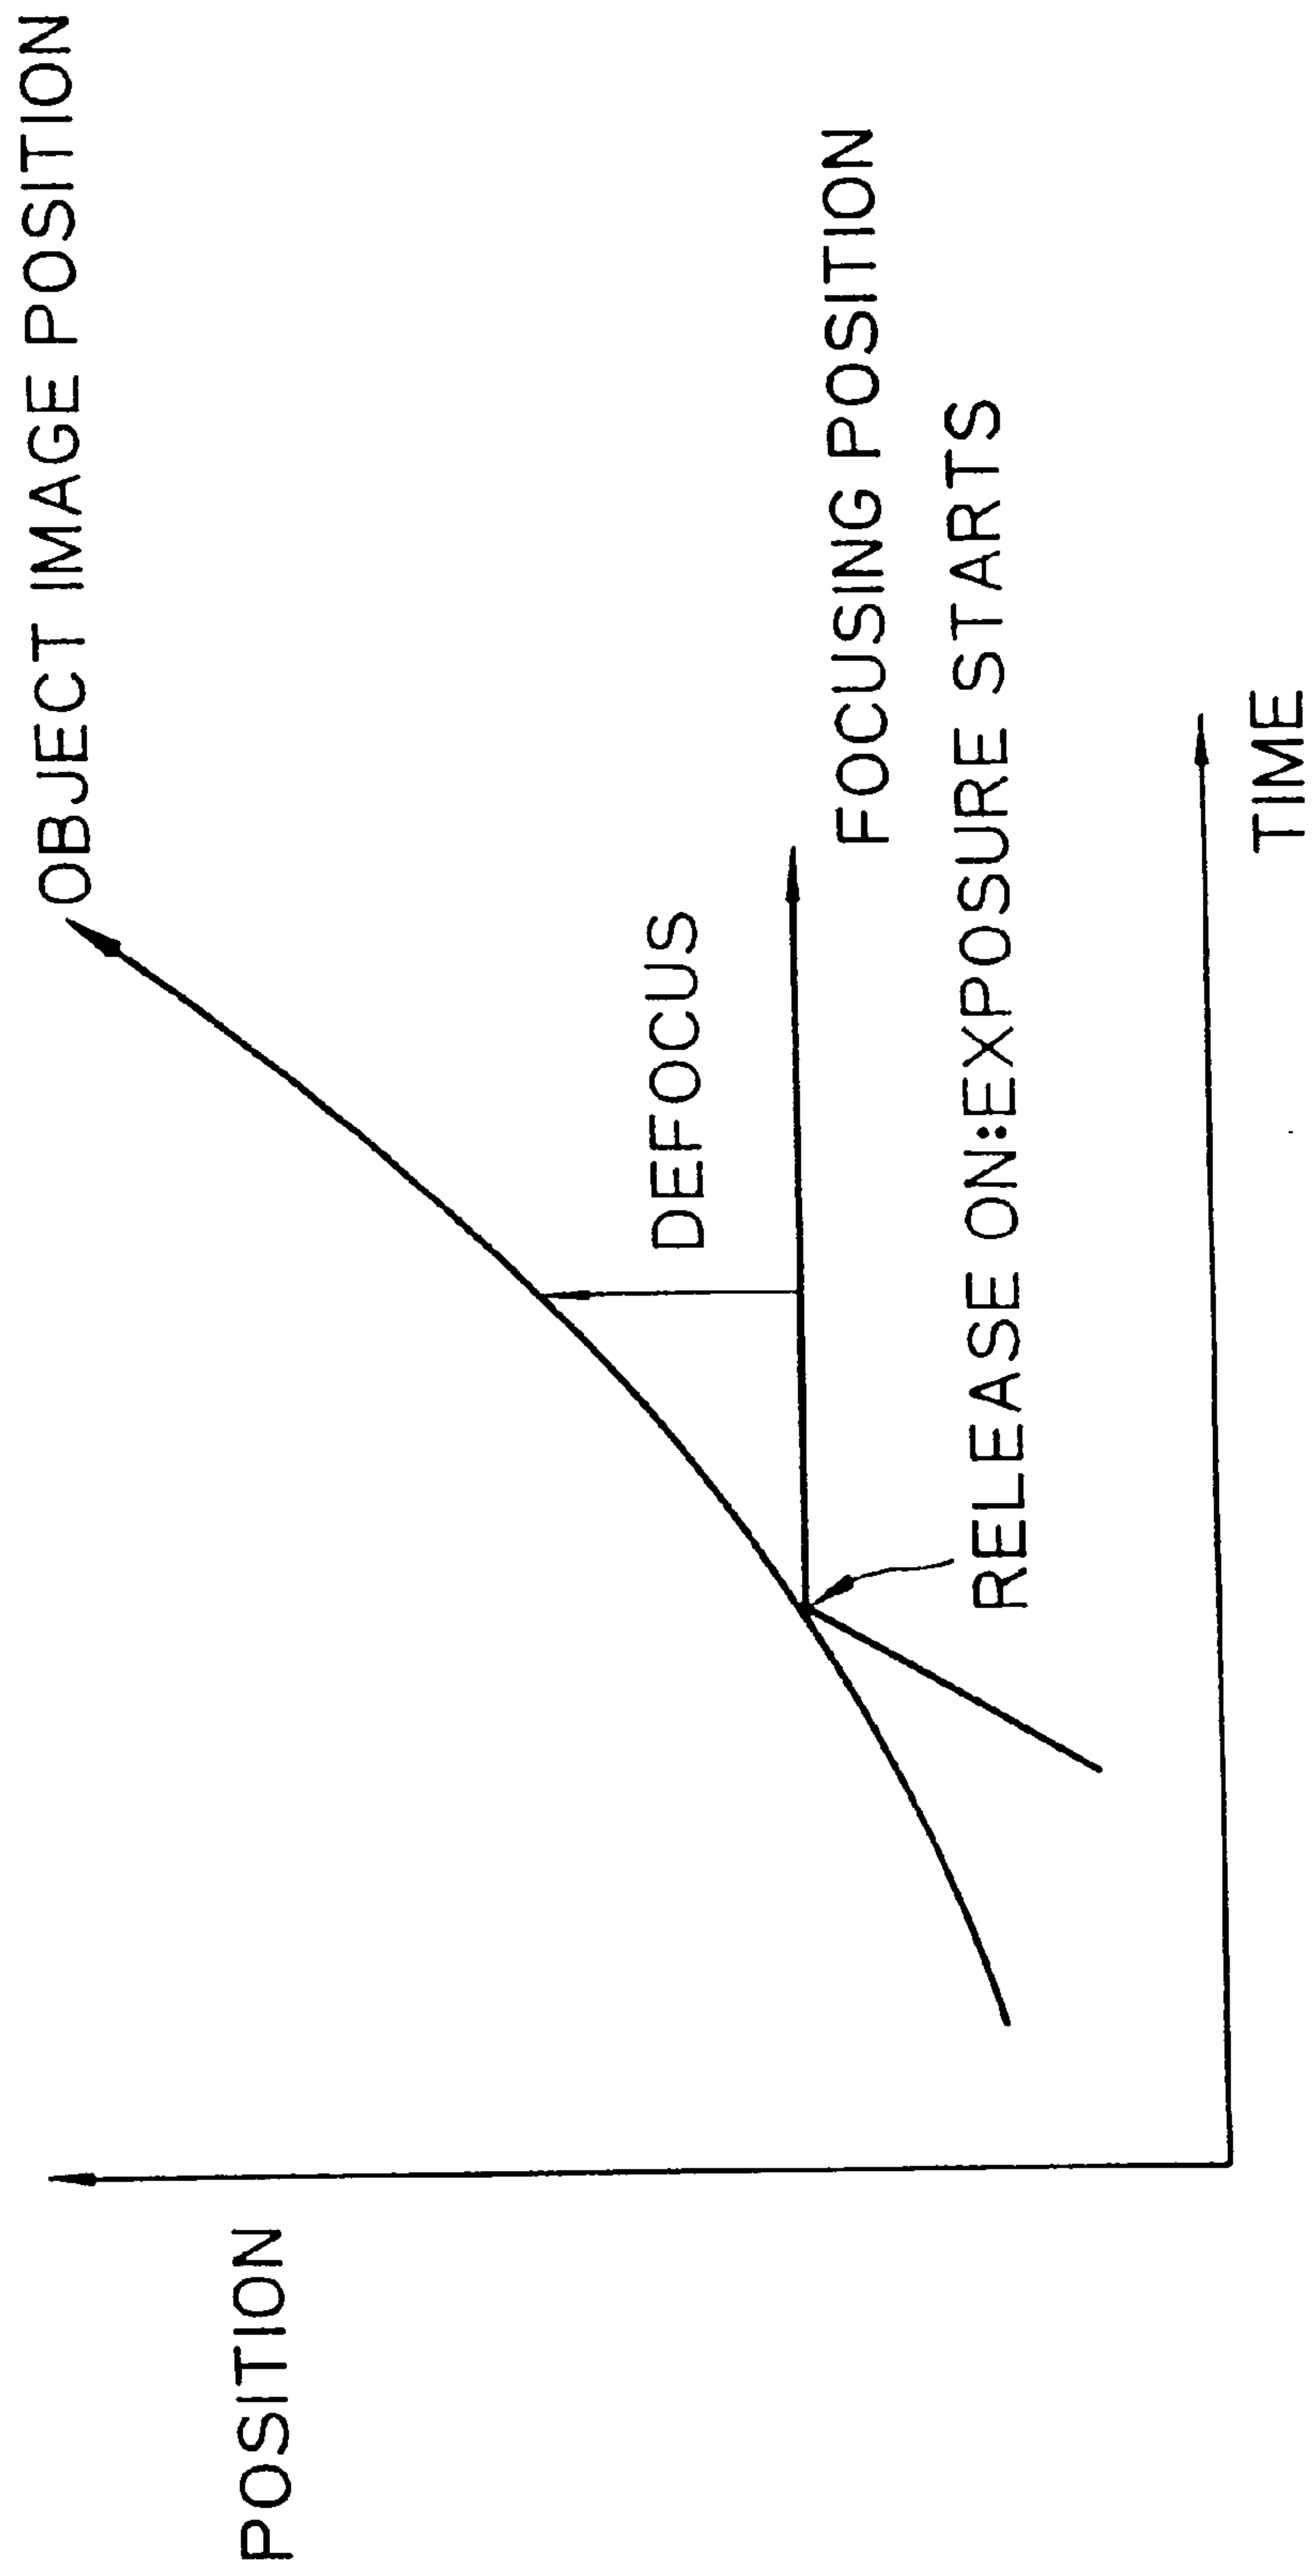 OBJECT IMAGE POSITION
POSITION
DEFOCUS
FOCUSING POSITION
RELEASE ON:EXPOSURE STARTS
TIME